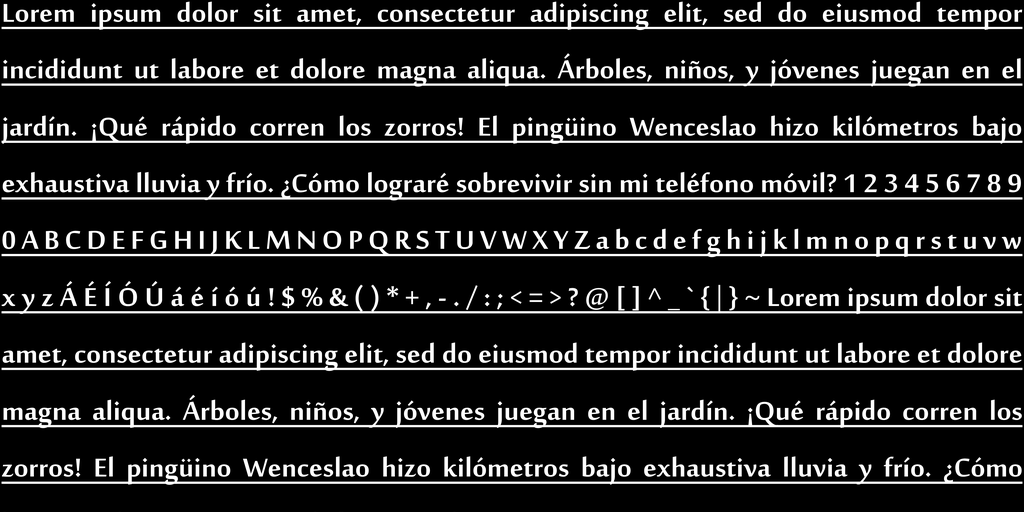 Lorem ipsum dolor sit amet, consectetur adipiscing elit, sed do eiusmod tempor
incididunt ut labore et dolore magna aliqua. Árboles, niños, y jóvenes juegan en el
jardín. ¡Qué rápido corren los zorros! El pingüino Wenceslao hizo kilómetros bajo
exhaustiva lluvia y frío. ¿Cómo lograré sobrevivir sin mi teléfono móvil? 1 2 3 4 5 6 7 8 9
0 A B C D E F G H I J K L M N O P Q R S T U V W X Y Z a b c d e f g h i j k l m n o p q r s t u v w
x y z Á É Í Ó Ú á é í ó ú ! $ % & ( ) * + , - . / : ; < = > ? @ [ ] ^ _ ` { | } ~ Lorem ipsum dolor sit
amet, consectetur adipiscing elit, sed do eiusmod tempor incididunt ut labore et dolore
magna aliqua. Árboles, niños, y jóvenes juegan en el jardín. ¡Qué rápido corren los
zorros! El pingüino Wenceslao hizo kilómetros bajo exhaustiva lluvia y frío. ¿Cómo